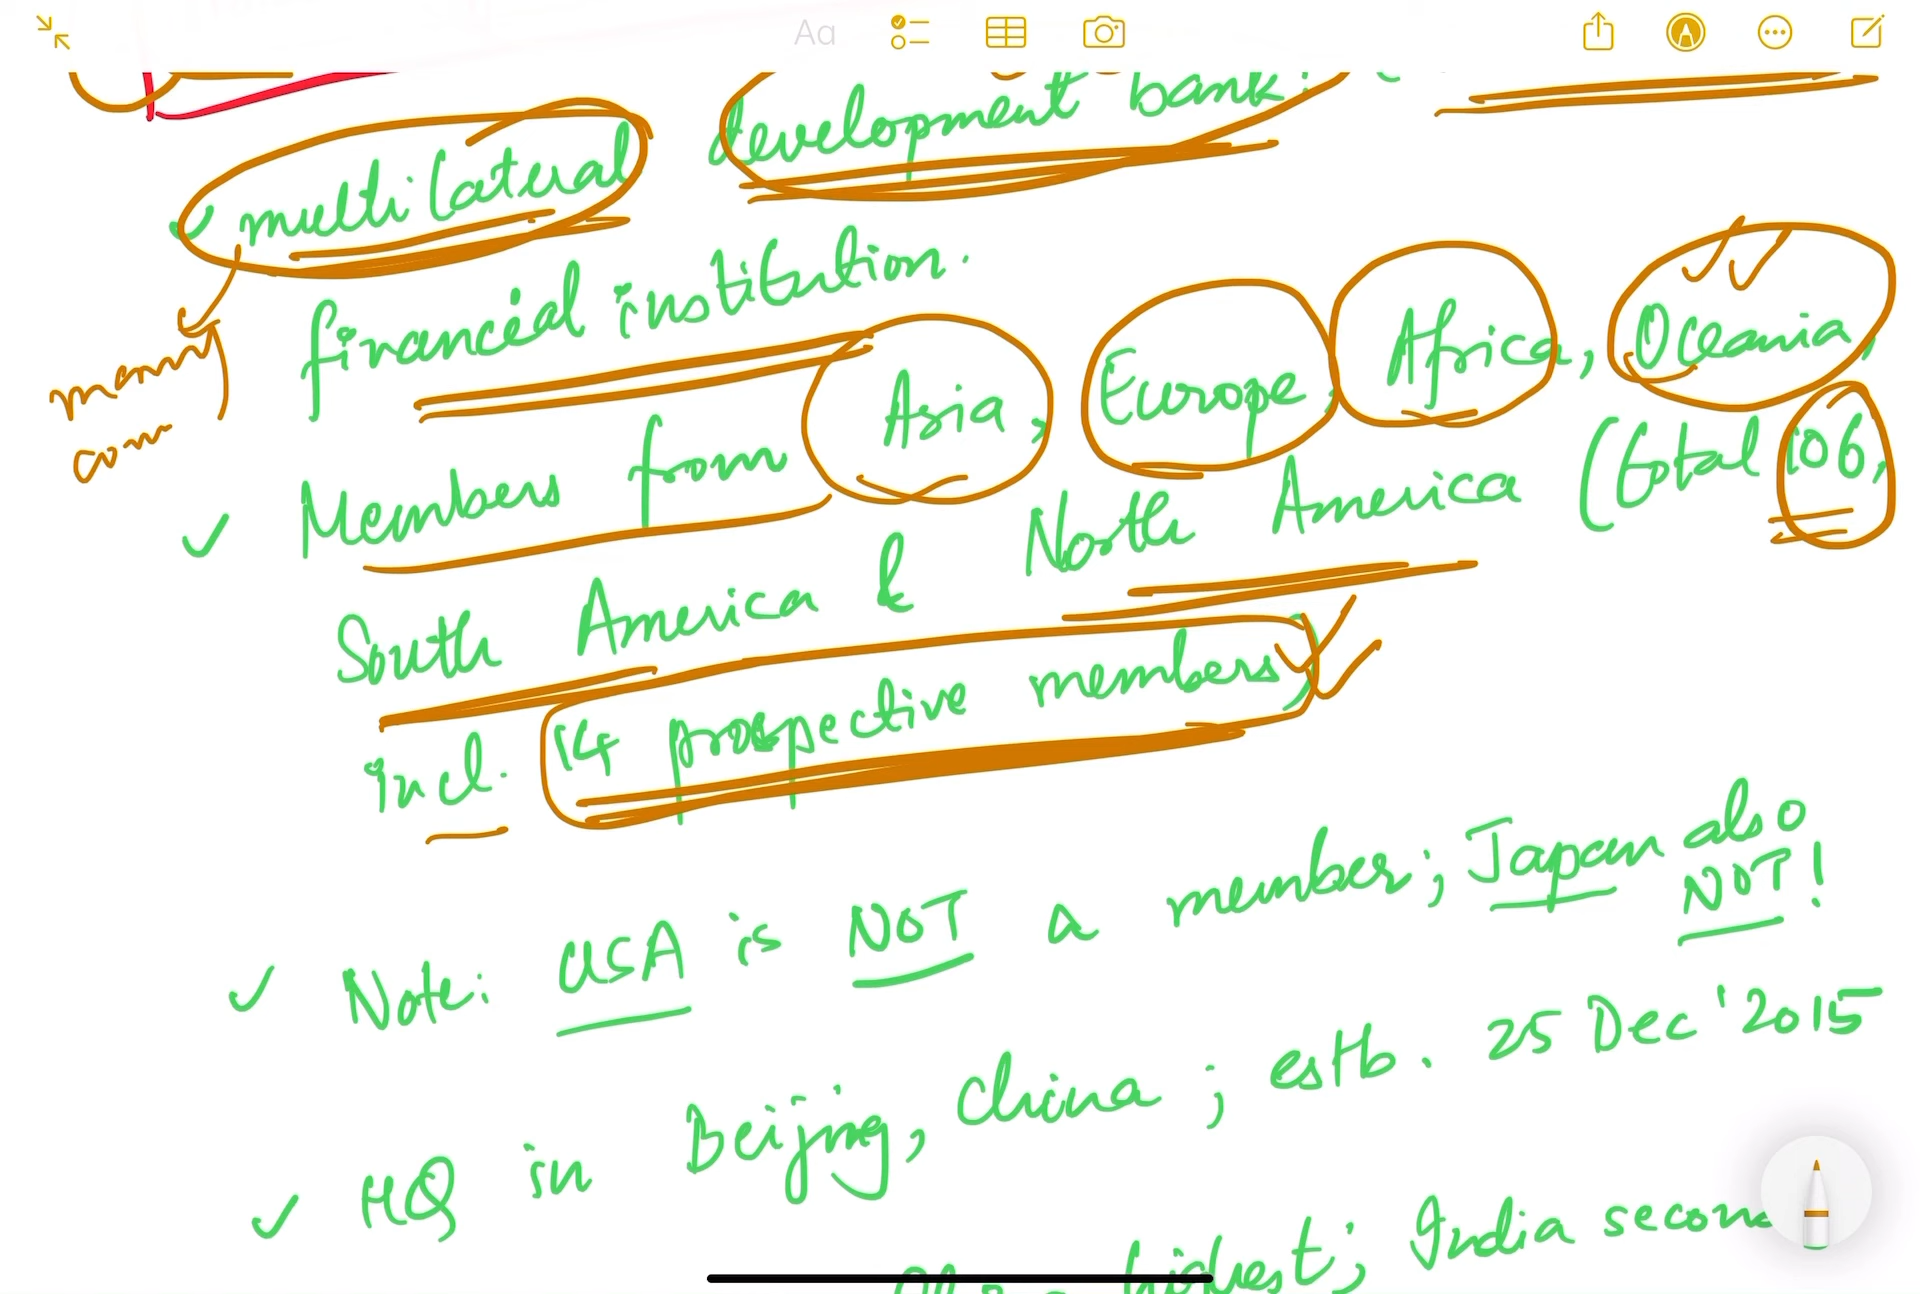 Aa
development bank:
multilateral
financial institution.
many
com
Members from Asia, Europe, Africa, Oceania,
South America & North America (total 106,
incl. 14 prospective members)
Note: USA is NOT a member; Japan also
NOT!
HQ in Beijing, China; estb. 25 Dec '2015
highest; India second